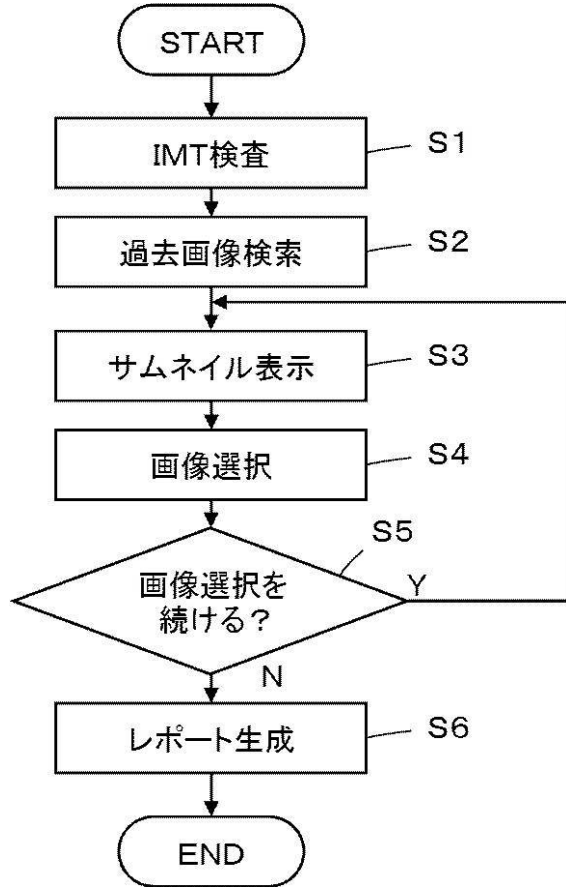 START
IMT検査
S1
過去画像検索
S2
サムネイル表示
S3
画像選択
S4
S5
画像選択を
続ける？
Y
N
レポート生成
S6
END